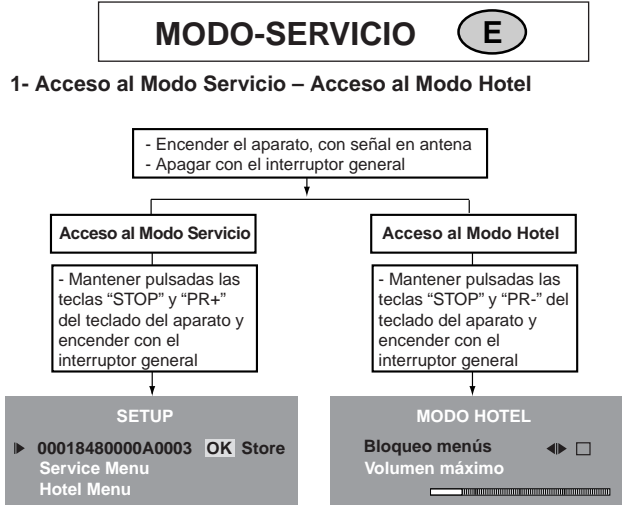 MODO-SERVICIO E
1- Acceso al Modo Servicio – Acceso al Modo Hotel
- Encender el aparato, con señal en antena
- Apagar con el interruptor general
Acceso al Modo Servicio
- Mantener pulsadas las
teclas “STOP” y “PR+”
del teclado del aparato y
encender con el
interruptor general
SETUP
00018480000A0003 OK Store
Service Menu
Hotel Menu
Acceso al Modo Hotel
- Mantener pulsadas las
teclas “STOP” y “PR-” del
teclado del aparato y
encender con el
interruptor general
MODO HOTEL
Bloqueo menús
Volumen máximo